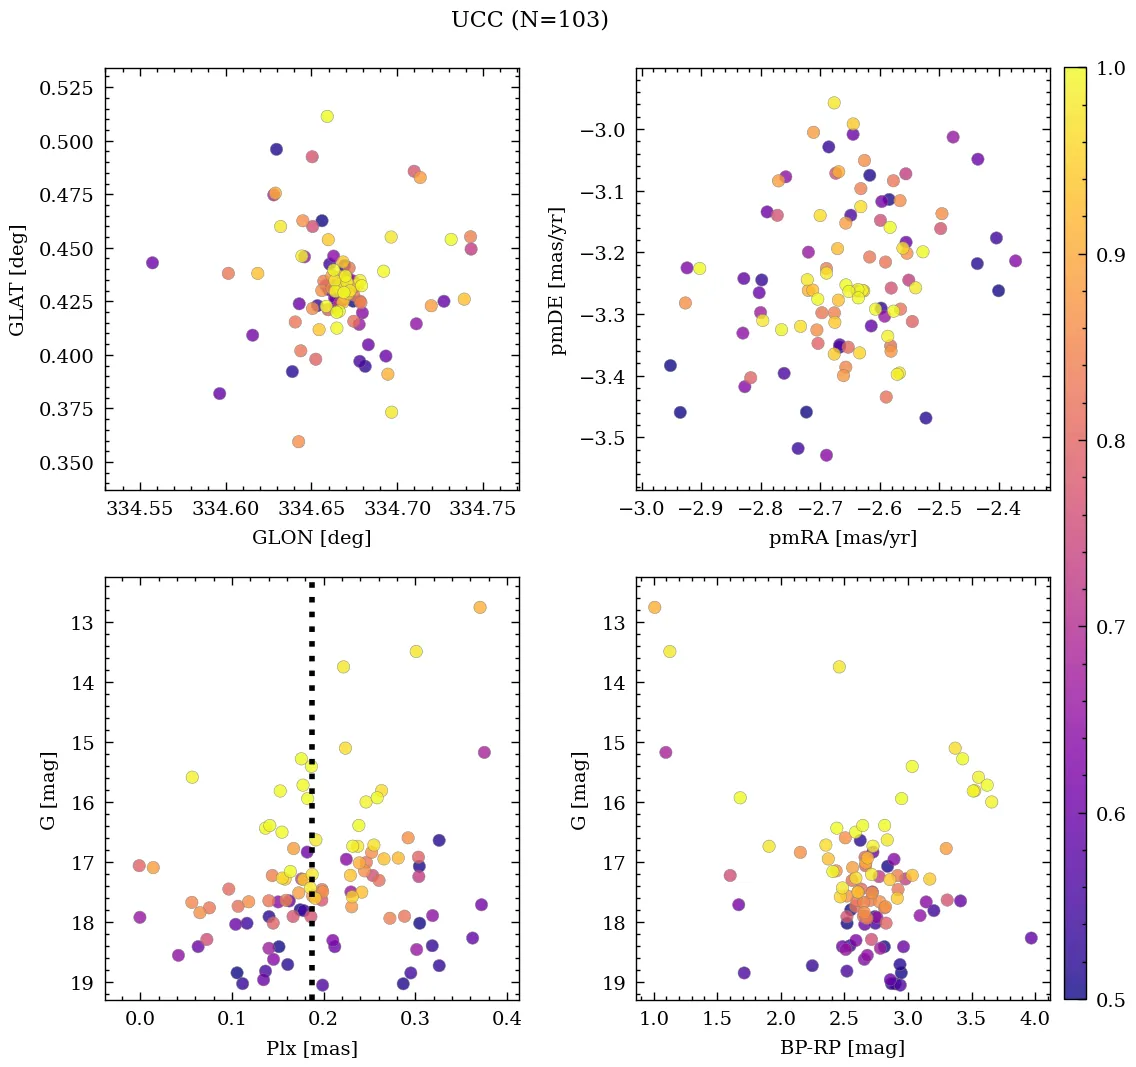 UCC (N=103)
0.525
0.500
0.475
0.450
0.425
0.400
0.375
0.350
GLAT [deg]
334.55 334.60 334.65 334.70 334.75
GLON [deg]
−3.0
−3.1
−3.2
−3.3
−3.4
−3.5
pmDE [mas/yr]
−3.0 −2.9 −2.8 −2.7 −2.6 −2.5 −2.4
pmRA [mas/yr]
13
14
15
16
17
18
19
G [mag]
0.0 0.1 0.2 0.3 0.4
Plx [mas]
13
14
15
16
17
18
19
G [mag]
1.0 1.5 2.0 2.5 3.0 3.5 4.0
BP-RP [mag]
1.0
0.9
0.8
0.7
0.6
0.5